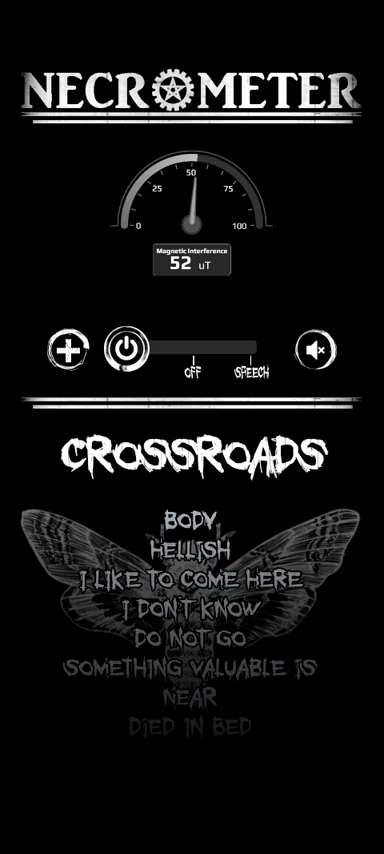 NECROMETER
0
25
50
75
100
Magnetic Interference
52 uT
OFF
SPEECH
CROSSROADS
BODY
HELLISH
I LIKE TO COME HERE
I DON'T KNOW
DO NOT GO
SOMETHING VALUABLE IS
NEAR
DIED IN BED